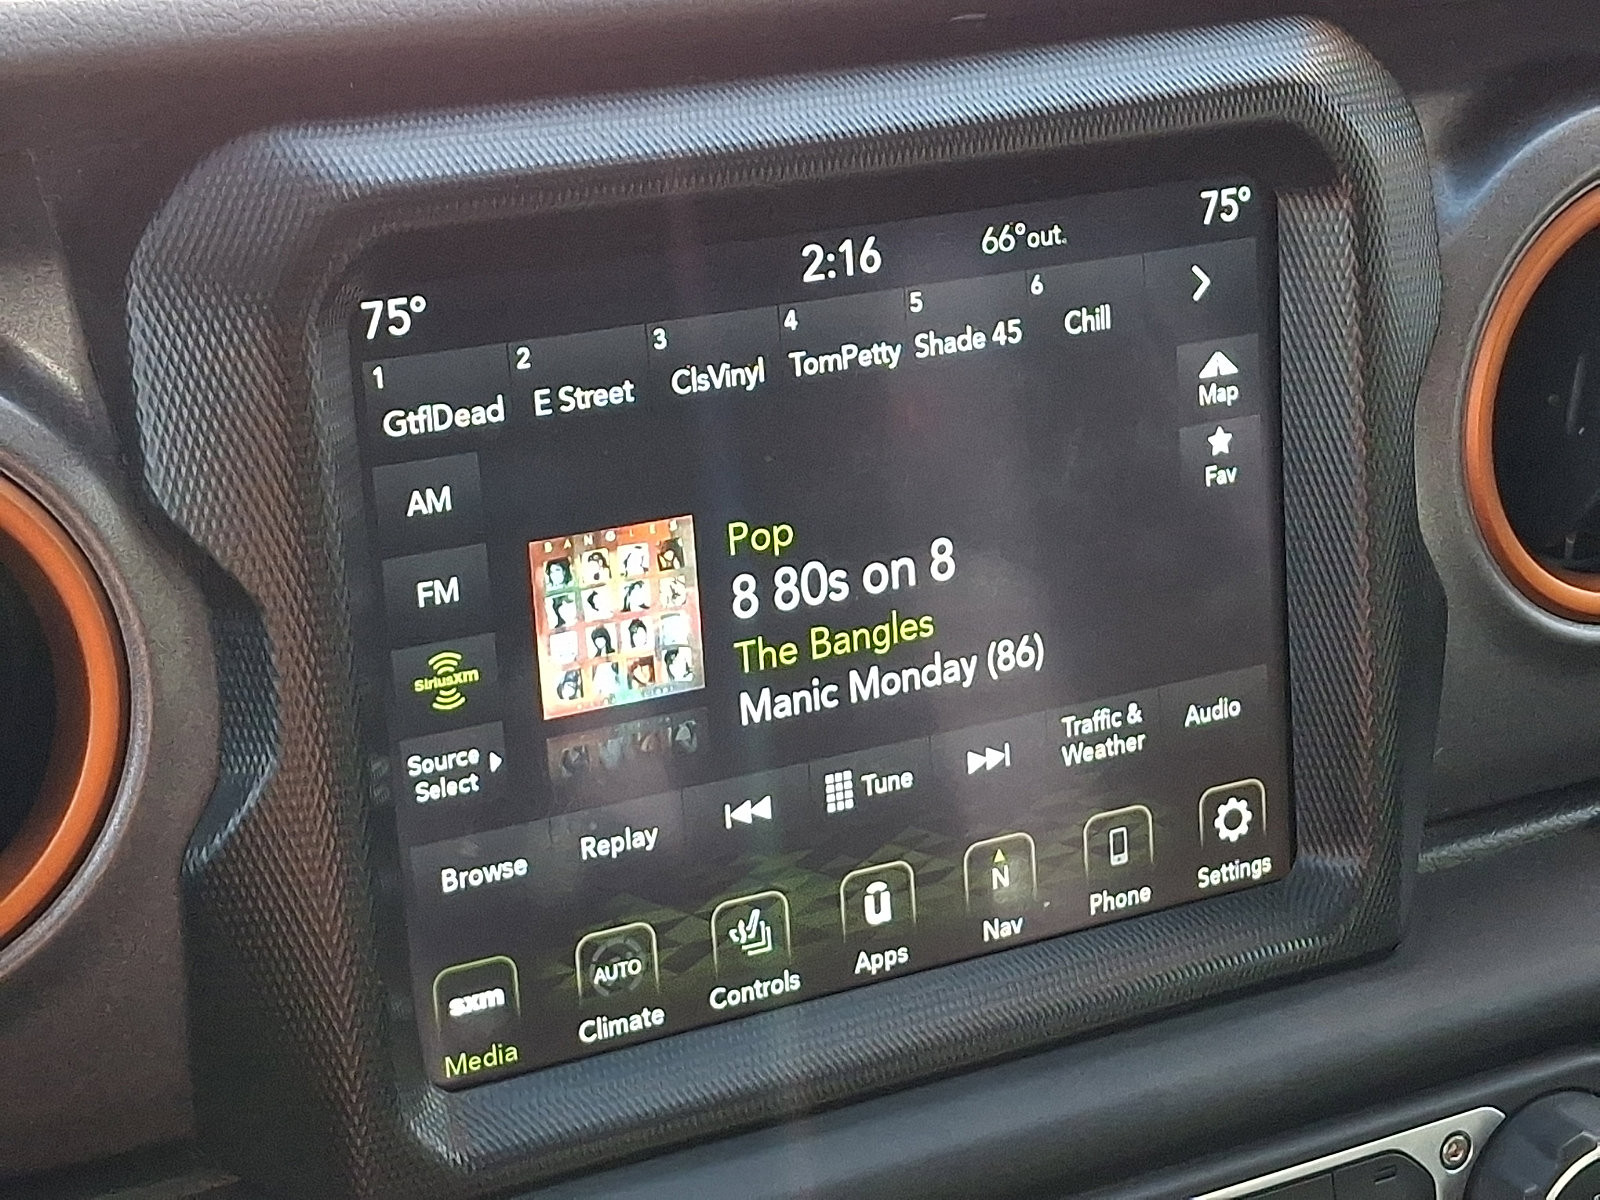 75°
2:16
66°out.
75°
1
GtflDead
2
E Street
3
ClsVinyl
4
TomPetty
5
Shade 45
6
Chill
Map
Fav
AM
FM
SiriusXM
Source
Select
BANGLES
Pop
8 80s on 8
The Bangles
Manic Monday (86)
Browse
Replay
Tune
Traffic &
Weather
Audio
sxm
Media
AUTO
Climate
Controls
Apps
N
Nav
Phone
Settings